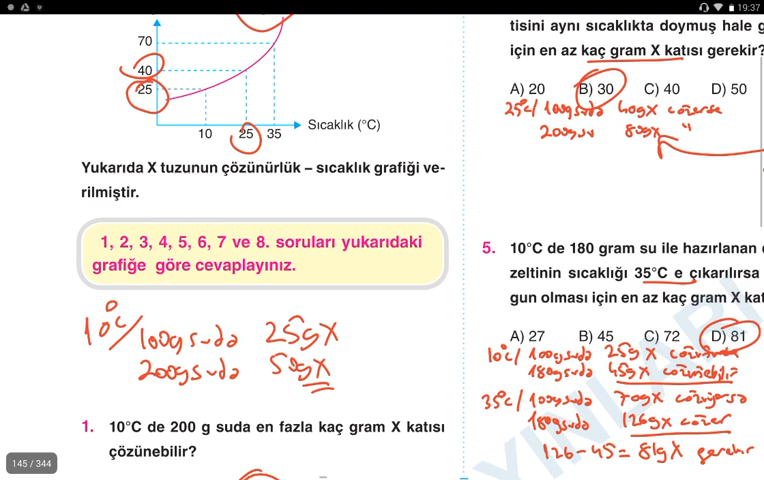 19:37
70
40
25
10 25 35
Sıcaklık (°C)
Yukarıda X tuzunun çözünürlük – sıcaklık grafiği ve-
rilmiştir.
1, 2, 3, 4, 5, 6, 7 ve 8. soruları yukarıdaki
grafiğe göre cevaplayınız.
10°C/100g suda 25g X
200g suda 50g X
1. 10°C de 200 g suda en fazla kaç gram X katısı
çözünebilir?
145 / 344
tisini aynı sıcaklıkta doymuş hale g
için en az kaç gram X katısı gerekir?
A) 20 B) 30 C) 40 D) 50
25°C/ 100g suda 40g X çözerse
200g su 80g X "
5. 10°C de 180 gram su ile hazırlanan
zeltinin sıcaklığı 35°C e çıkarılırsa
gun olması için en az kaç gram X kat
A) 27 B) 45 C) 72 D) 81
10°C/ 100g suda 25g X
180g suda 45g X çözünebilir
35°C/ 100g suda 70g X çözüyorsa
180g suda 126g X çözer
126-45= 81g X gerekir
YINLARI